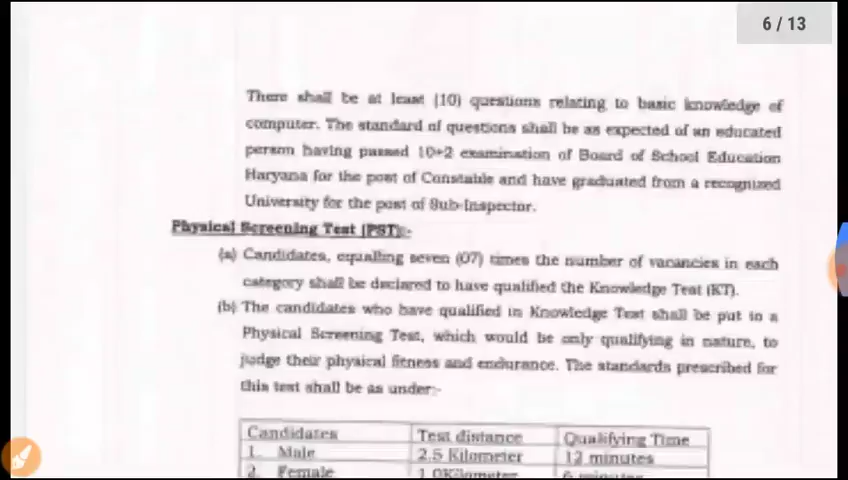 6 / 13
There shall be at least (10) questions relating to basic knowledge of
computer. The standard of questions shall be as expected of an educated
person having passed 10+2 examination of Board of School Education
Haryana for the post of Constable and have graduated from a recognized
University for the post of Sub-Inspector.
Physical Screening Test (PST):-
(a) Candidates, equalling seven (07) times the number of vacancies in each
category shall be declared to have qualified the Knowledge Test (KT).
(b) The candidates who have qualified in Knowledge Test shall be put in a
Physical Screening Test, which would be only qualifying in nature, to
judge their physical fitness and endurance. The standards prescribed for
this test shall be as under:-
Candidates Test distance Qualifying Time
1. Male 2.5 Kilometer 12 minutes
2. Female 1.0Kilometer 6 minutes